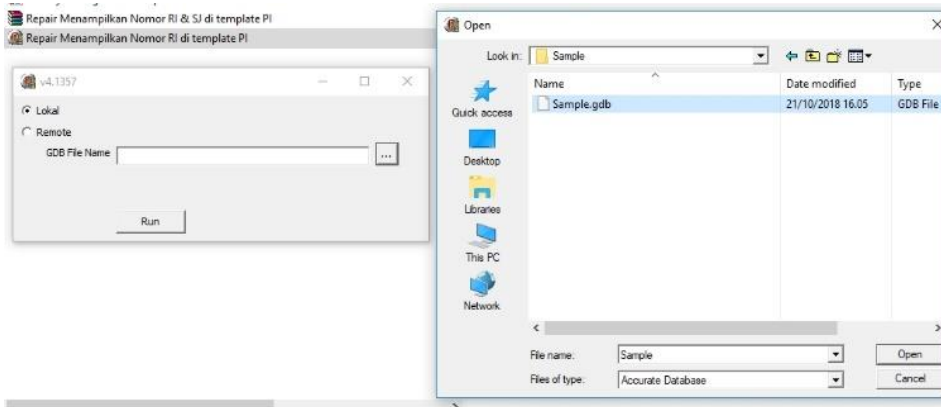 Repair Menampilkan Nomor RI & SJ di template PI
Repair Menampilkan Nomor RI di template PI
v4.1357
Lokal
Remote
GDB File Name
...
Run
Open
Look in:
Sample
Name
Date modified
Type
Sample.gdb
21/10/2018 16.05
GDB File
Quick access
Desktop
Libraries
This PC
Network
File name:
Sample
Open
Files of type:
Accurate Database
Cancel